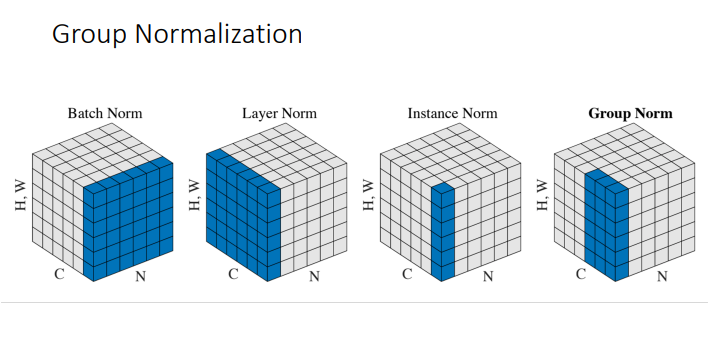 Group Normalization
Batch Norm
Layer Norm
Instance Norm
Group Norm
H, W
C
N
H, W
C
N
H, W
C
N
H, W
C
N